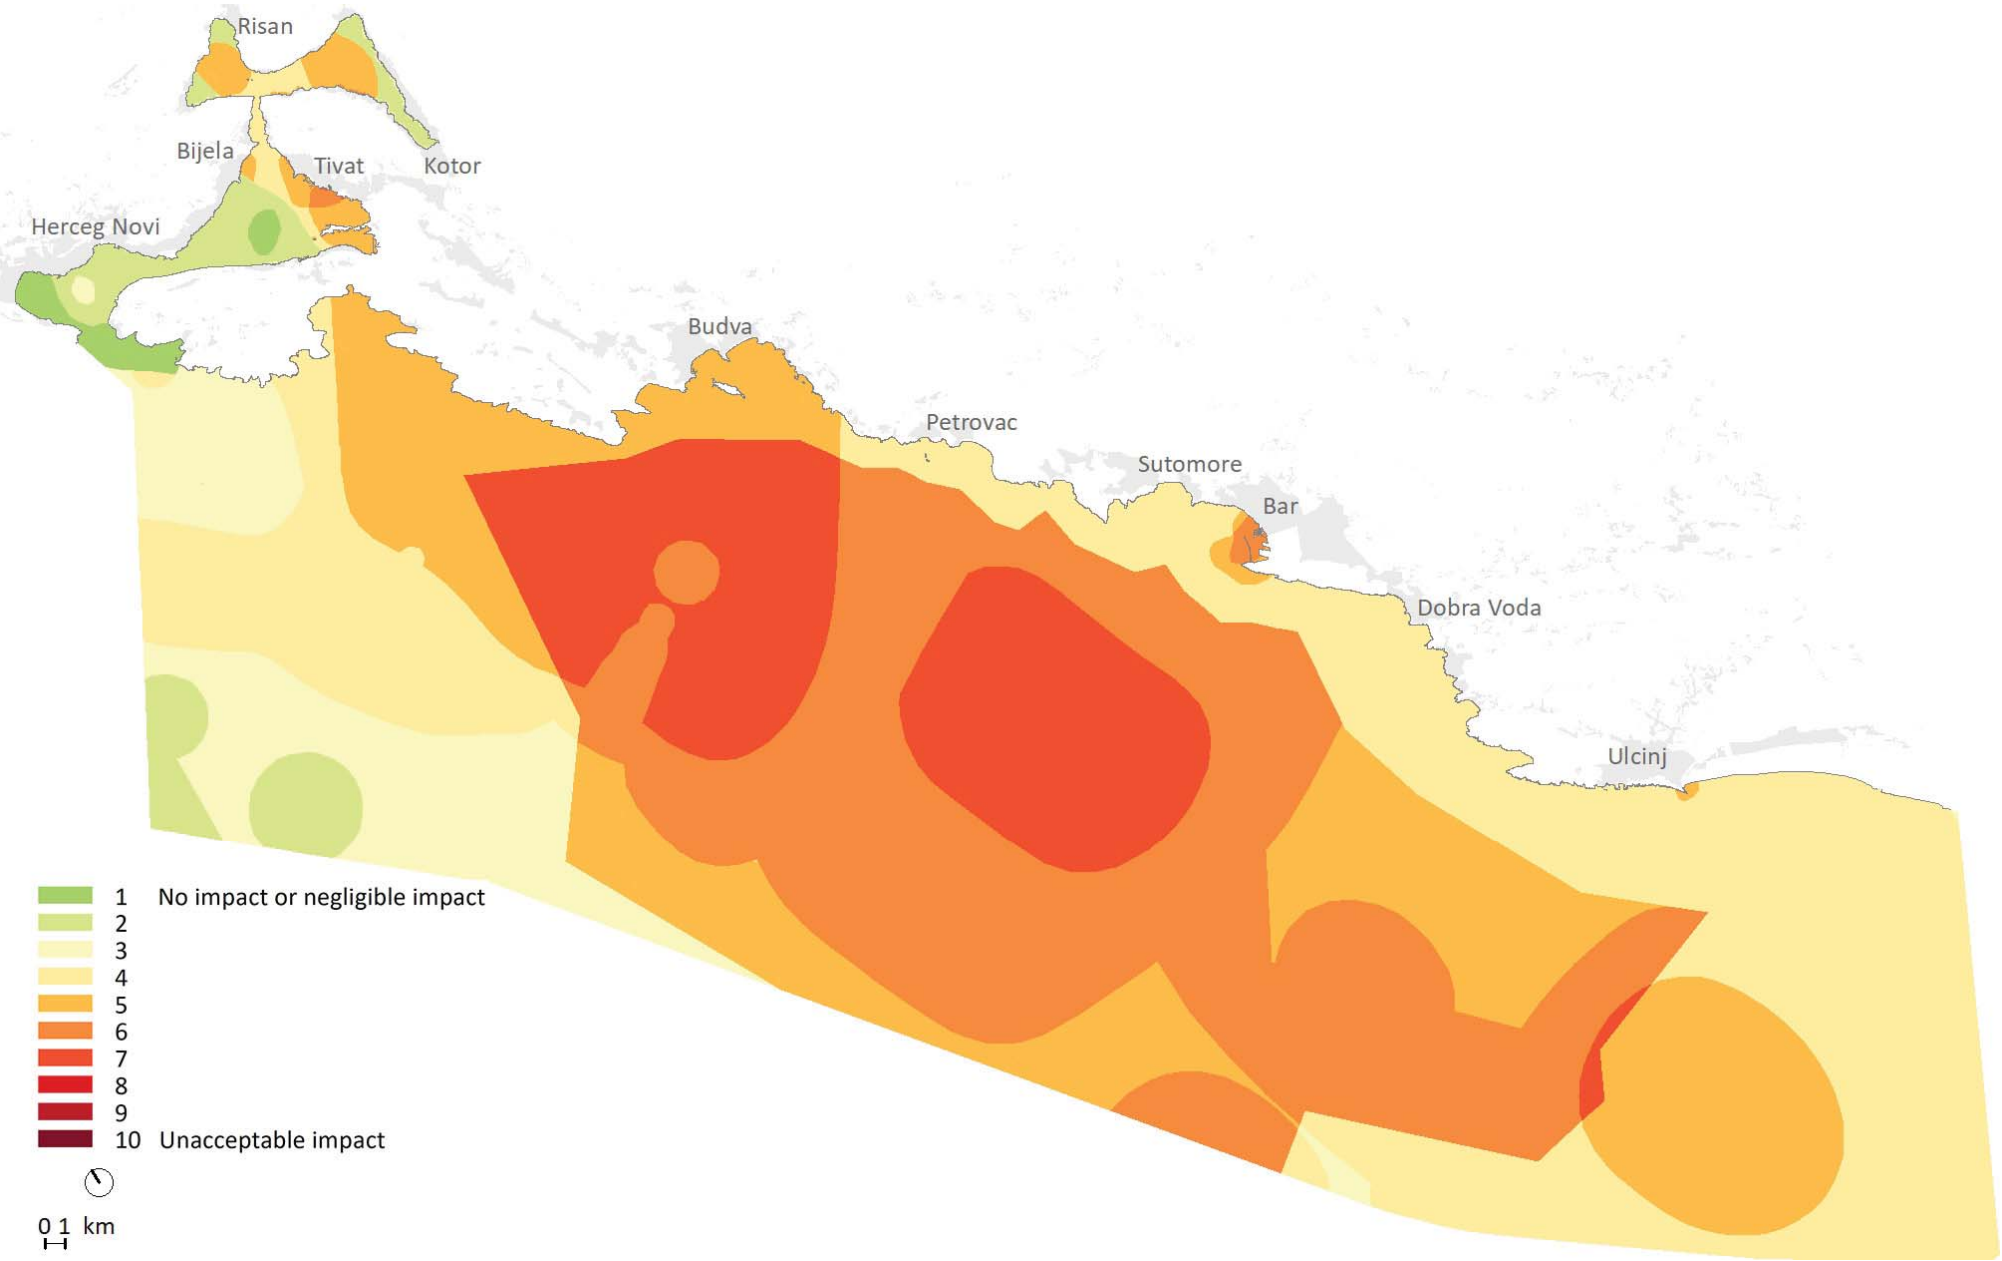 Risan
Bijela
Tivat
Kotor
Herceg Novi
Budva
Petrovac
Sutomore
Bar
Dobra Voda
Ulcinj
1 No impact or negligible impact
2
3
4
5
6
7
8
9
10 Unacceptable impact
0 1 km